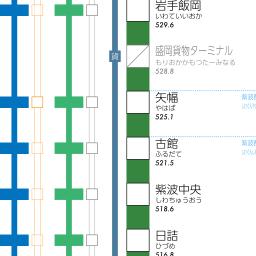 岩手飯岡
いわていいおか
529.6
貨
盛岡貨物ターミナル
もりおかかもつたーみなる
528.8
矢幅
やはば
525.1
古館
ふるだて
521.5
紫波中央
しわちゅうおう
518.6
日詰
ひづめ
516.8